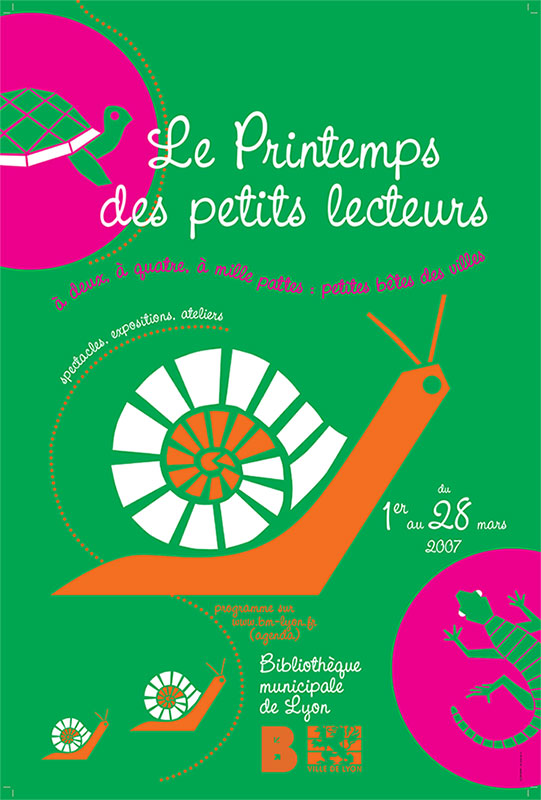 Le Printemps
des petits lecteurs
à deux, à quatre, à mille pattes : petites bêtes des villes
spectacles, expositions, ateliers
du
1er au 28 mars
2007
programme sur
www.bm-lyon.fr
(agenda)
Bibliothèque
municipale
de Lyon
B
VILLE DE LYON